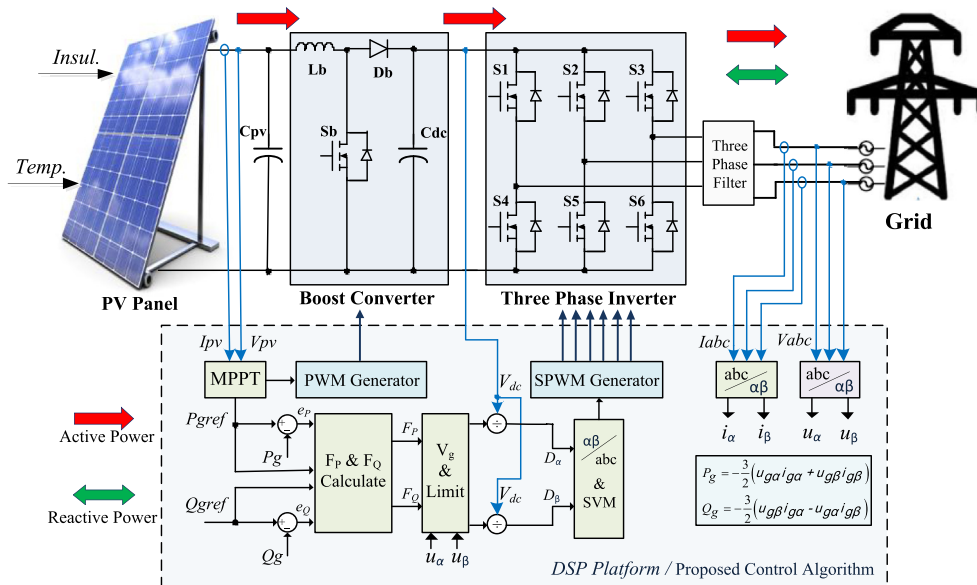 Insul.
Temp.
PV Panel
Cpv
Lb
Db
Sb
Cdc
Boost Converter
S1
S2
S3
S4
S5
S6
Three Phase Inverter
Three
Phase
Filter
Grid
Ipv
Vpv
MPPT
PWM Generator
SPWM Generator
Vdc
Iabc
Vabc
abc
αβ
abc
αβ
iα
iβ
uα
uβ
Active Power
Reactive Power
Pgref
eP
Pg
Qgref
eQ
Qg
FP & FQ
Calculate
FP
FQ
Vg
&
Limit
uα
uβ
÷
÷
Vdc
Dα
Dβ
αβ
abc
&
SVM
Pg = -3/2(ugαigα + ugβigβ)
Qg = -3/2(ugβigα - ugαigβ)
DSP Platform / Proposed Control Algorithm